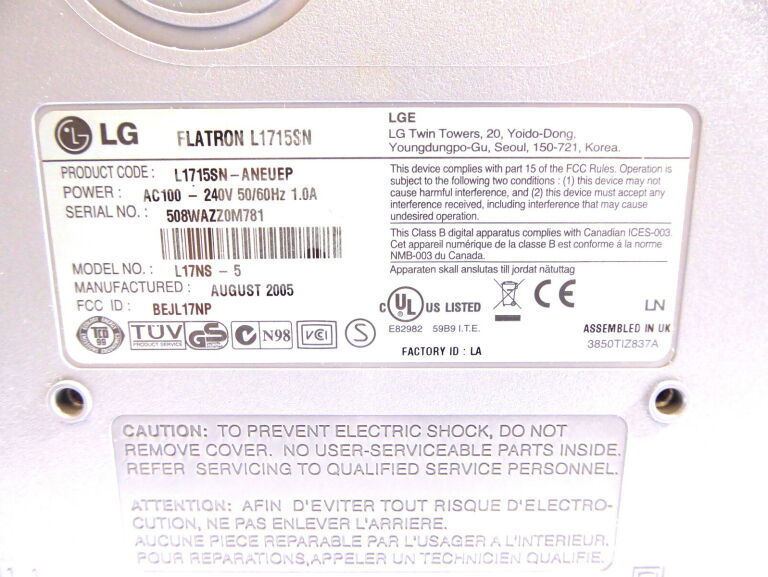 LG FLATRON L1715SN
LGE
LG Twin Towers, 20, Yoido-Dong,
Youngdungpo-Gu, Seoul, 150-721, Korea.
PRODUCT CODE : L1715SN-ANEUEP
POWER : AC100 - 240V 50/60Hz 1.0A
SERIAL NO. : 508WAZZ0M781
MODEL NO. : L17NS - 5
MANUFACTURED : AUGUST 2005
FCC ID : BEJL17NP
TCO 99 TÜV PRODUCT SERVICE GS N98 VCI S
This device complies with part 15 of the FCC Rules. Operation is
subject to the following two conditions : (1) this device may not
cause harmful interference, and (2) this device must accept any
interference received, including interference that may cause
undesired operation.
This Class B digital apparatus complies with Canadian ICES-003.
Cet appareil numérique de la classe B est conforme á la norme
NMB-003 du Canada.
Apparaten skall anslutas till jordat nätuttag
C UL US LISTED CE LN
E82982 59B9 I.T.E. ASSEMBLED IN UK
3850TIZ837A
FACTORY ID : LA
CAUTION: TO PREVENT ELECTRIC SHOCK, DO NOT
REMOVE COVER. NO USER-SERVICEABLE PARTS INSIDE.
REFER SERVICING TO QUALIFIED SERVICE PERSONNEL.
ATTENTION: AFIN D'EVITER TOUT RISQUE D'ELECTRO-
CUTION, NE PAS ENLEVER L'ARRIERE.
AUCUNE PIECE REPARABLE PAR L'USAGER A L'INTERIEUR.
POUR REPARATIONS, APPELER UN TECHNICIEN QUALIFIE.